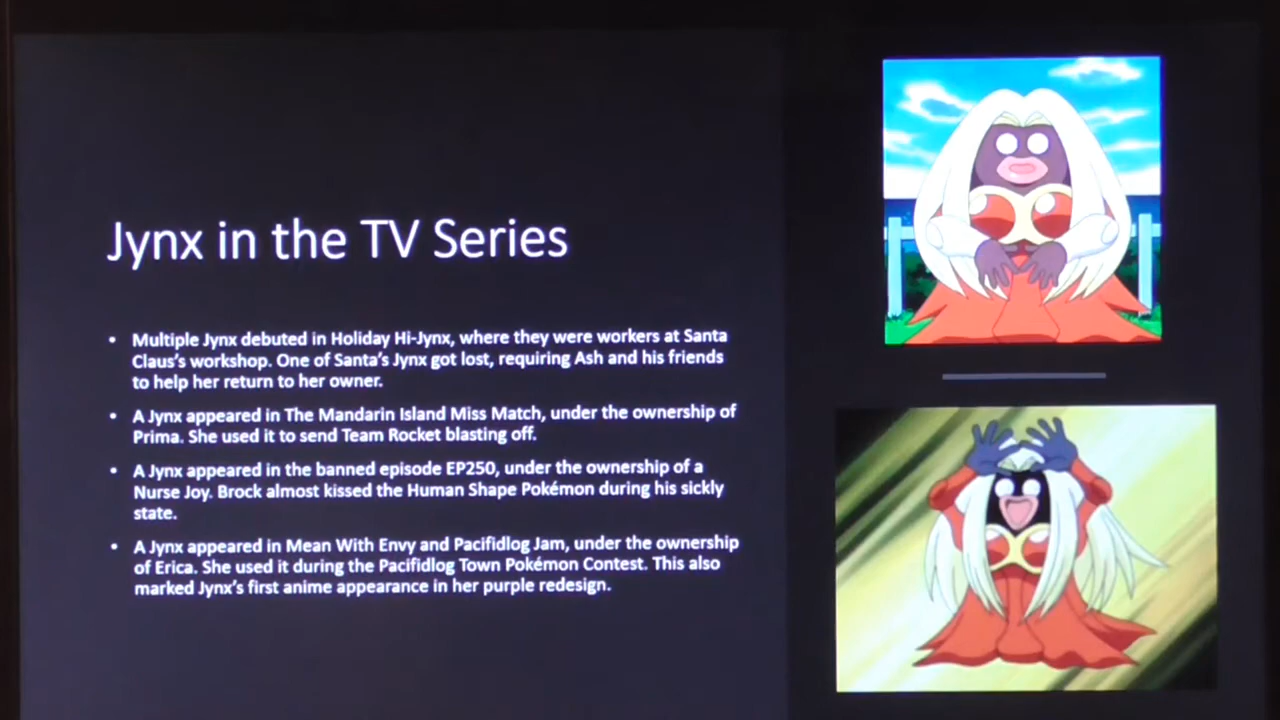 Jynx in the TV Series
• Multiple Jynx debuted in Holiday Hi-Jynx, where they were workers at Santa
Claus's workshop. One of Santa's Jynx got lost, requiring Ash and his friends
to help her return to her owner.
• A Jynx appeared in The Mandarin Island Miss Match, under the ownership of
Prima. She used it to send Team Rocket blasting off.
• A Jynx appeared in the banned episode EP250, under the ownership of a
Nurse Joy. Brock almost kissed the Human Shape Pokémon during his sickly
state.
• A Jynx appeared in Mean With Envy and Pacifidlog Jam, under the ownership
of Erica. She used it during the Pacifidlog Town Pokémon Contest. This also
marked Jynx's first anime appearance in her purple redesign.